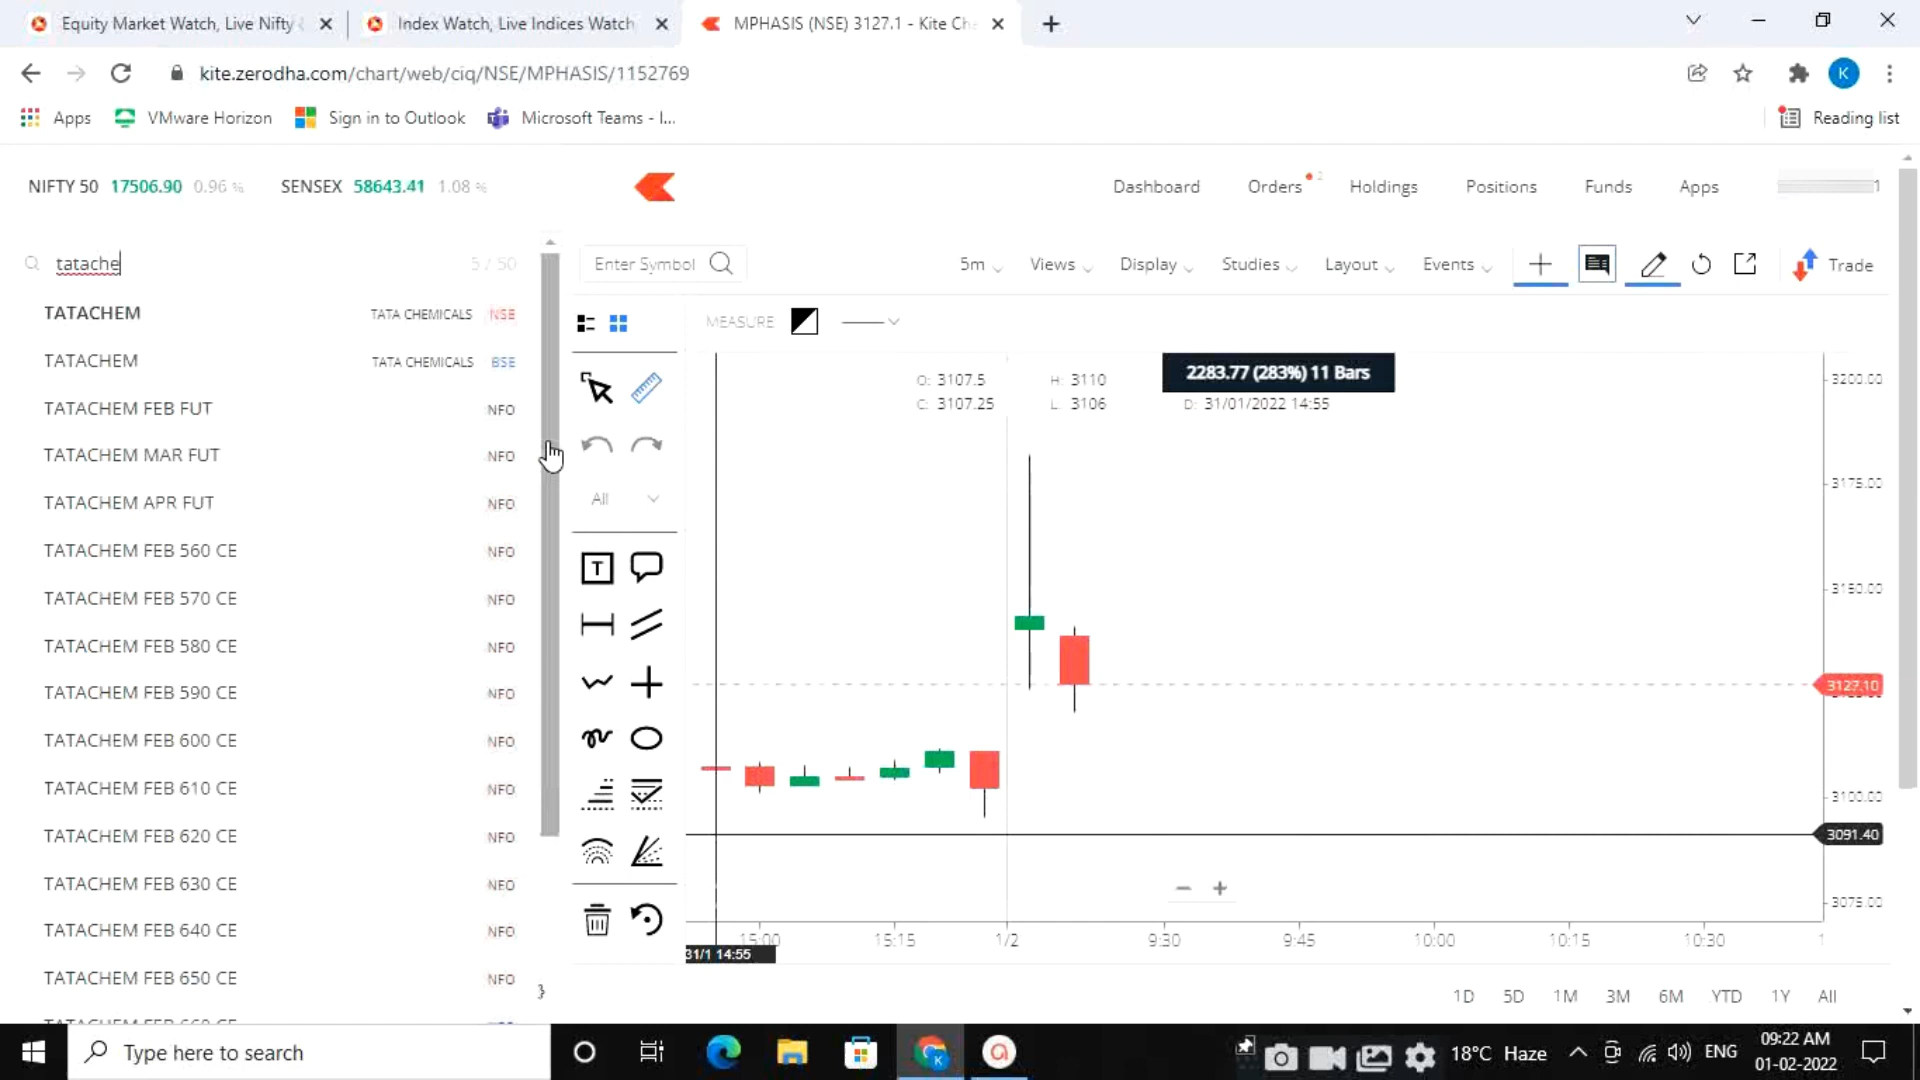 Equity Market Watch, Live Nifty
Index Watch, Live Indices Watch
MPHASIS (NSE) 3127.1 - Kite Ch
kite.zerodha.com/chart/web/ciq/NSE/MPHASIS/1152769
K
Apps
VMware Horizon
Sign in to Outlook
Microsoft Teams - I...
Reading list
NIFTY 50 17506.90 0.96 %
SENSEX 58643.41 1.08 %
Dashboard
Orders 2
Holdings
Positions
Funds
Apps
1
tatache
5 / 50
Enter Symbol
5m
Views
Display
Studies
Layout
Events
Trade
TATACHEM TATA CHEMICALS NSE
TATACHEM TATA CHEMICALS BSE
TATACHEM FEB FUT NFO
TATACHEM MAR FUT NFO
TATACHEM APR FUT NFO
TATACHEM FEB 560 CE NFO
TATACHEM FEB 570 CE NFO
TATACHEM FEB 580 CE NFO
TATACHEM FEB 590 CE NFO
TATACHEM FEB 600 CE NFO
TATACHEM FEB 610 CE NFO
TATACHEM FEB 620 CE NFO
TATACHEM FEB 630 CE NFO
TATACHEM FEB 640 CE NFO
TATACHEM FEB 650 CE NFO
MEASURE
All
T
O: 3107.5 H: 3110
C: 3107.25 L: 3106
2283.77 (283%) 11 Bars
D: 31/01/2022 14:55
3200.00
3175.00
3150.00
3127.10
3100.00
3091.40
3075.00
15:00 15:15 1/2 9:30 9:45 10:00 10:15 10:30 1
31/1 14:55
1D 5D 1M 3M 6M YTD 1Y All
Type here to search
18°C Haze
ENG
09:22 AM
01-02-2022